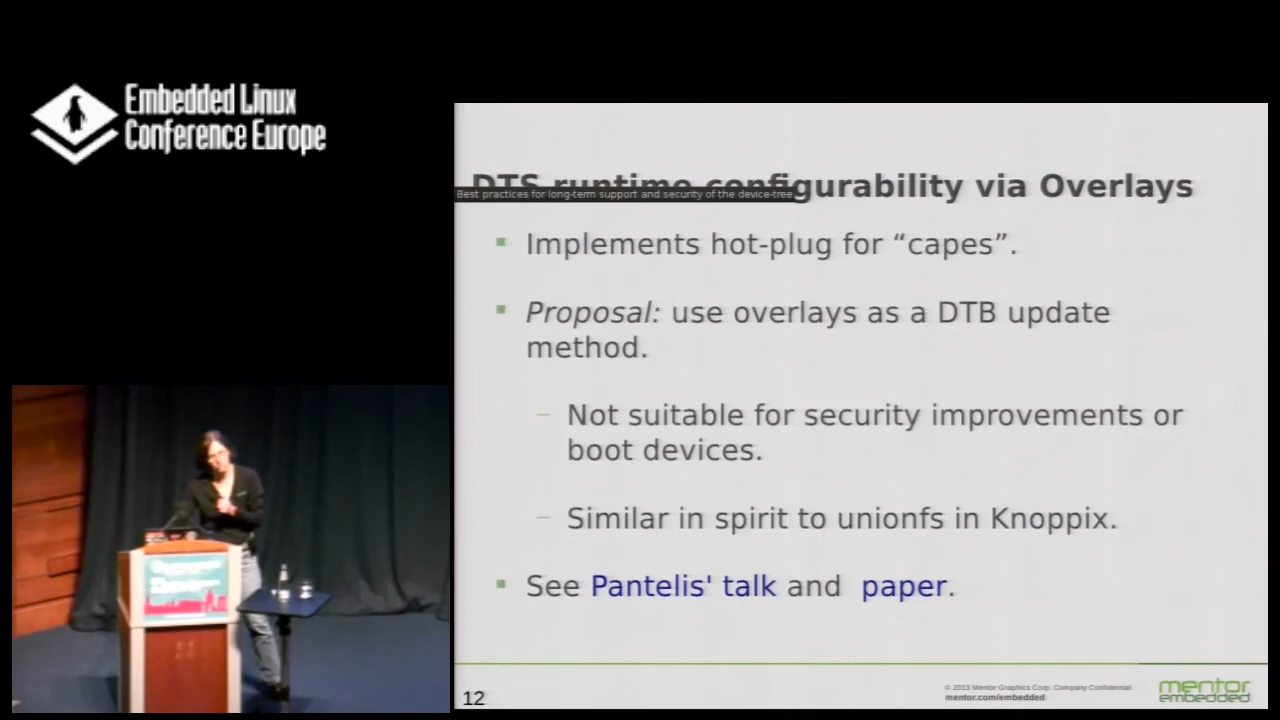 Embedded Linux
Conference Europe
DTS runtime configurability via Overlays
Best practices for long-term support and security of the device-tree
Implements hot-plug for “capes”.
Proposal: use overlays as a DTB update
method.
– Not suitable for security improvements or
boot devices.
– Similar in spirit to unionfs in Knoppix.
See Pantelis' talk and paper.
12
© 2013 Mentor Graphics Corp. Company Confidential
mentor.com/embedded
mentor
embedded